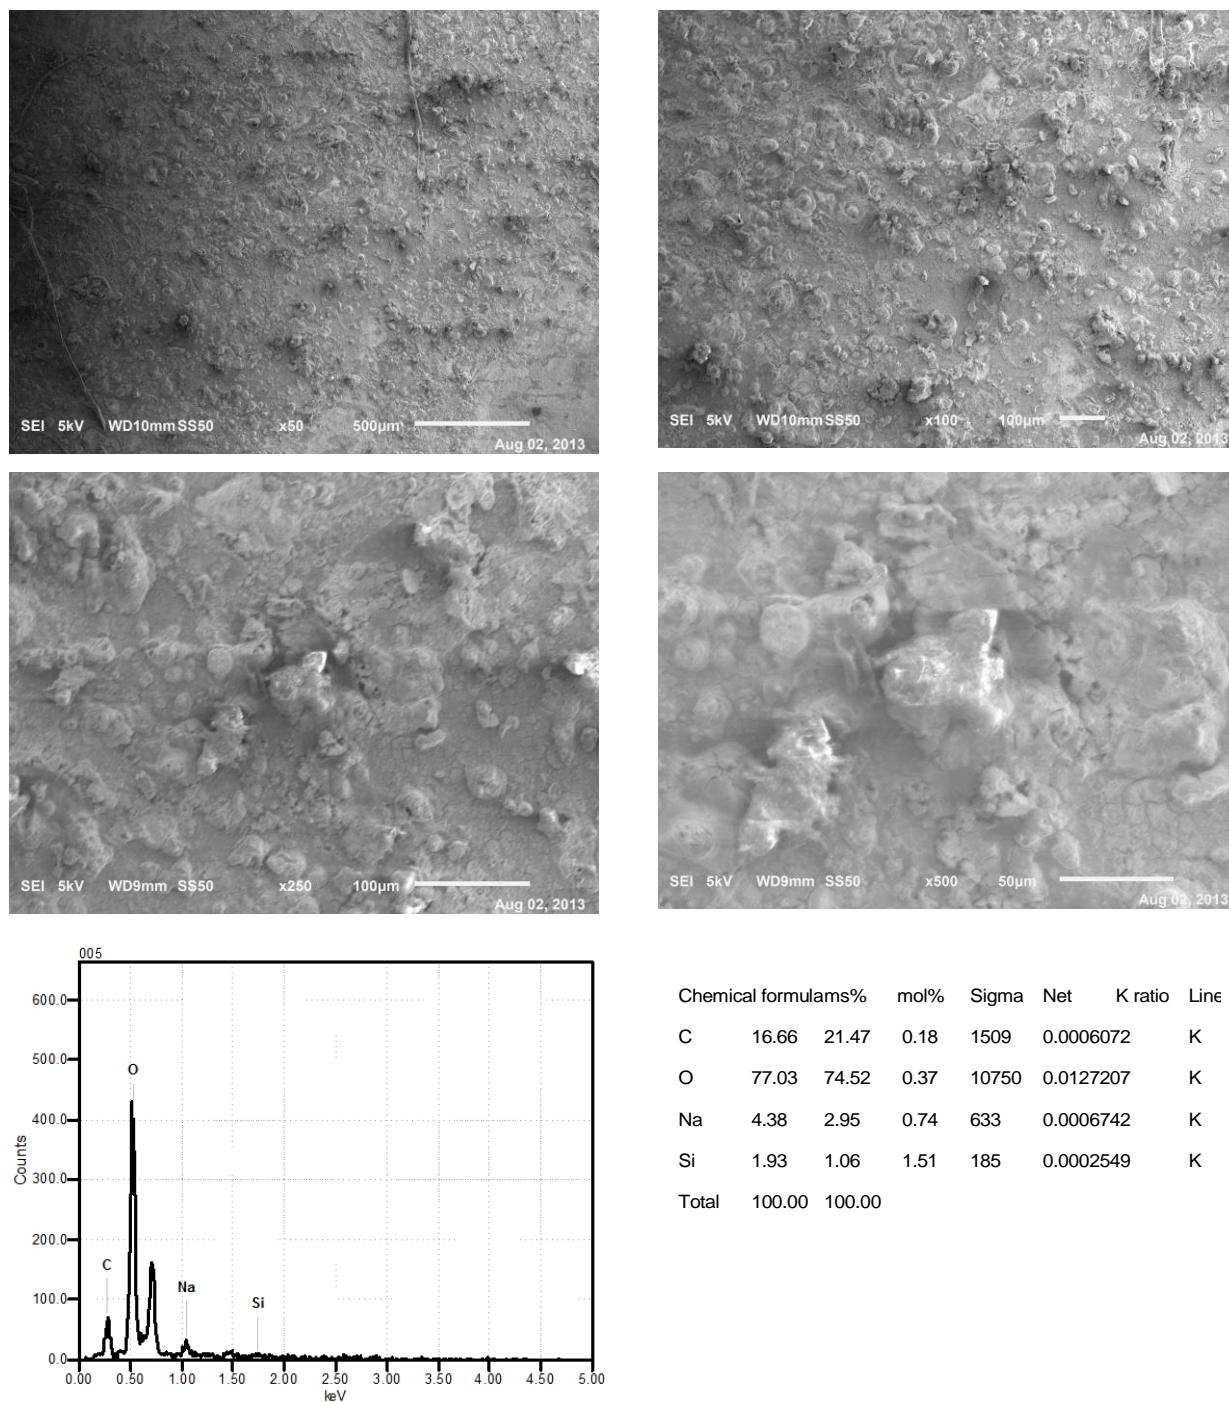 SEI 5kV WD10mm SS50 x50 500µm
Aug 02, 2013
SEI 5kV WD10mm SS50 x100 100µm
Aug 02, 2013
SEI 5kV WD9mm SS50 x250 100µm
Aug 02, 2013
SEI 5kV WD9mm SS50 x500 50µm
Aug 02, 2013
005
600.0
500.0
400.0
300.0
200.0
100.0
0.0
Counts
C
O
Na
Si
0.00 0.50 1.00 1.50 2.00 2.50 3.00 3.50 4.00 4.50 5.00
keV
Chemical formulams% mol% Sigma Net K ratio Line
C 16.66 21.47 0.18 1509 0.0006072 K
O 77.03 74.52 0.37 10750 0.0127207 K
Na 4.38 2.95 0.74 633 0.0006742 K
Si 1.93 1.06 1.51 185 0.0002549 K
Total 100.00 100.00